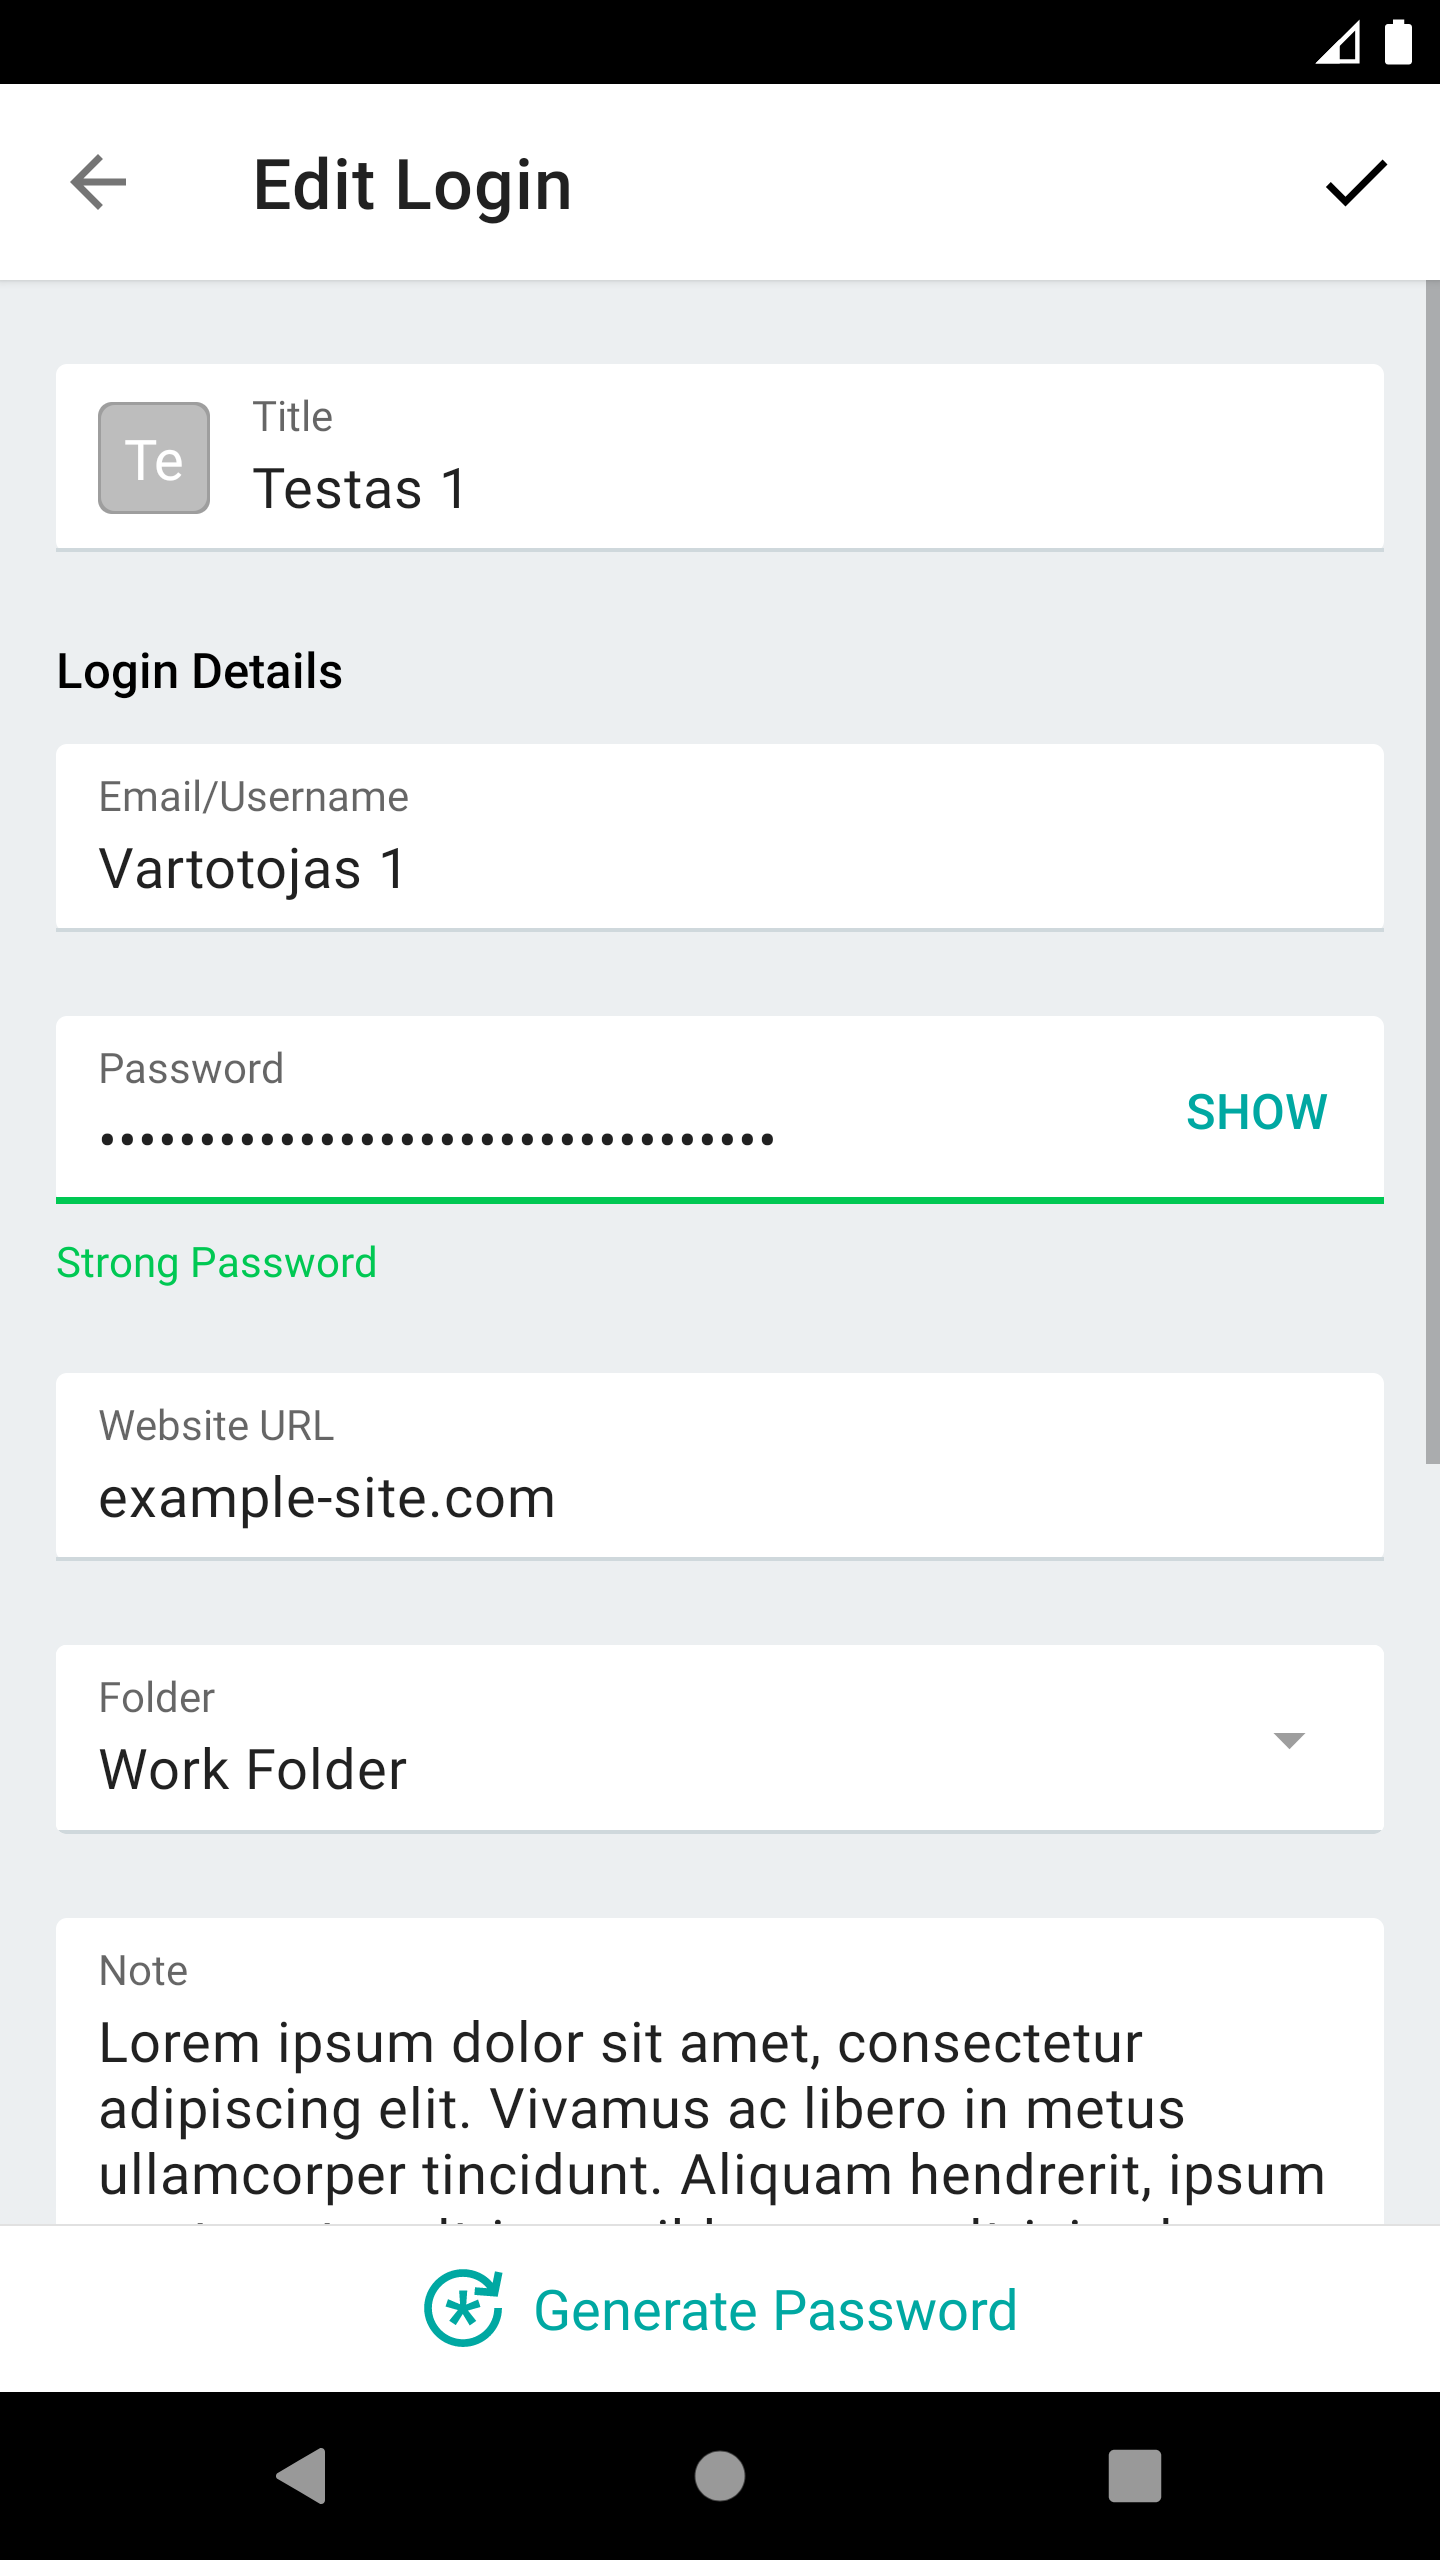 Edit Login
Te
Title
Testas 1
Login Details
Email/Username
Vartotojas 1
Password
••••••••••••••••••••••••••••••••••
SHOW
Strong Password
Website URL
example-site.com
Folder
Work Folder
Note
Lorem ipsum dolor sit amet, consectetur
adipiscing elit. Vivamus ac libero in metus
ullamcorper tincidunt. Aliquam hendrerit, ipsum
Generate Password